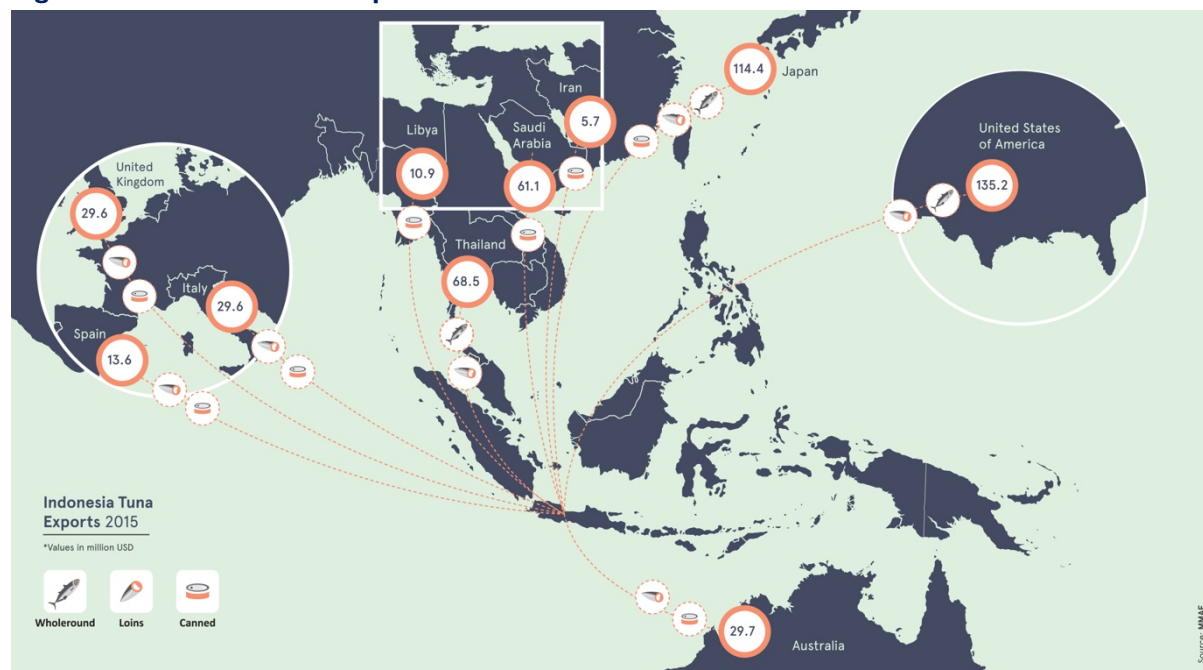 114.4
Japan
Iran
5.7
Libya
Saudi
Arabia
10.9
61.1
United States
of America
135.2
United
Kingdom
29.6
Thailand
68.5
Italy
29.6
Spain
13.6
Indonesia Tuna
Exports 2015
*Values in million USD
Wholeround
Loins
Canned
29.7
Australia
Source: MMAF